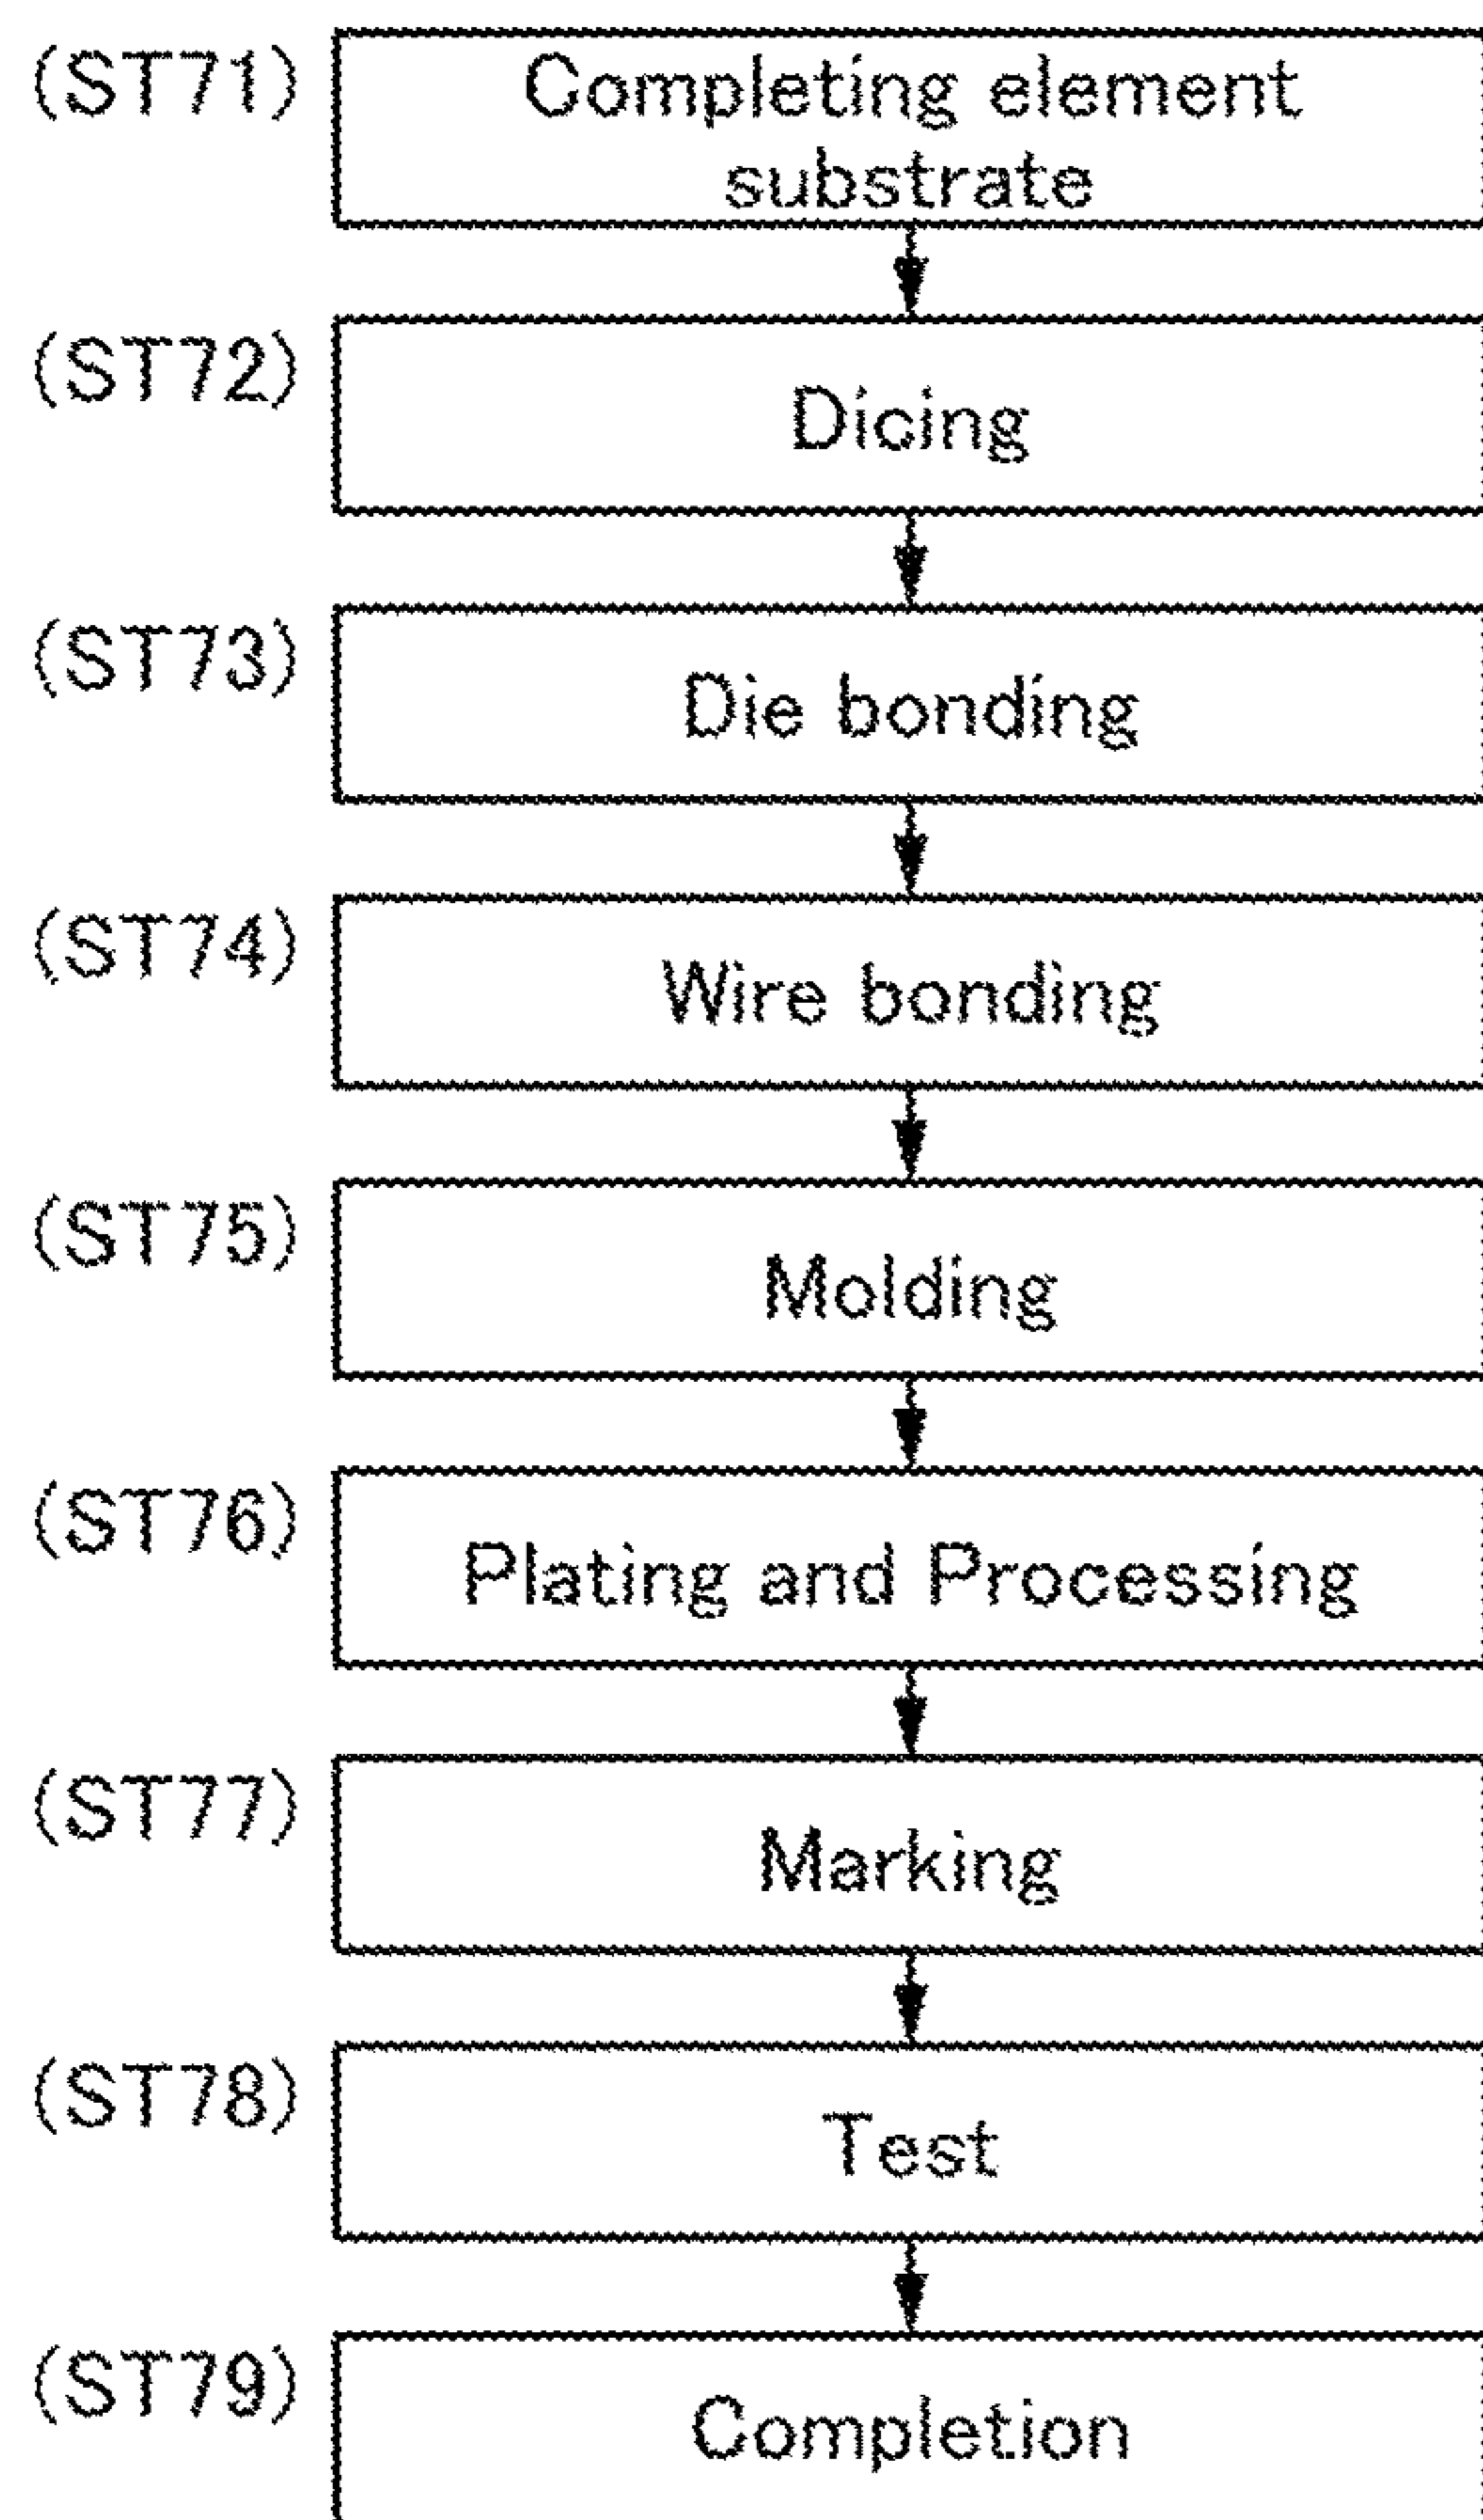 (ST71)
Completing element
substrate
(ST72)
Dicing
(ST73)
Die bonding
(ST74)
Wire bonding
(ST75)
Molding
(ST76)
Plating and Processing
(ST77)
Marking
(ST78)
Test
(ST79)
Completion